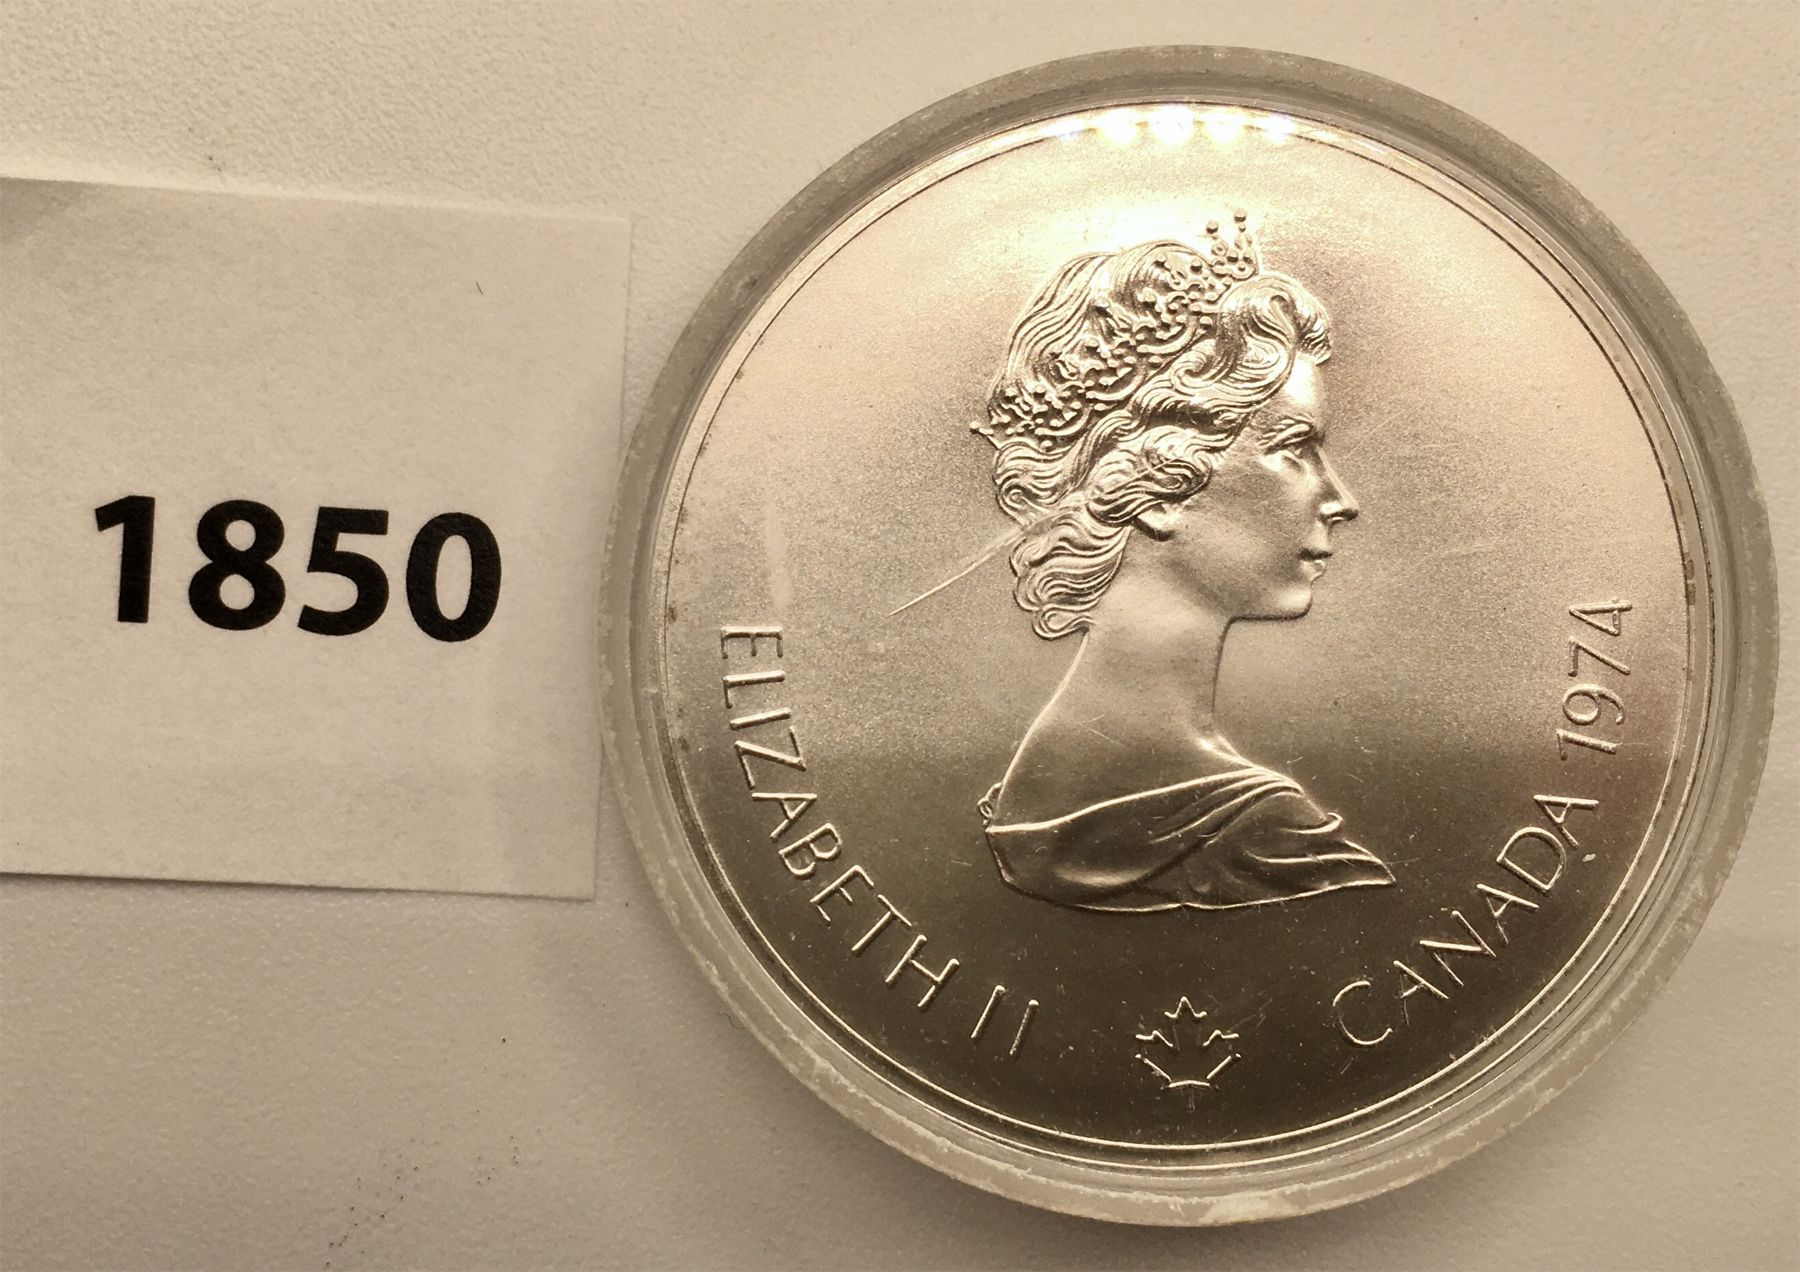 1850
ELIZABETH II
CANADA 1974